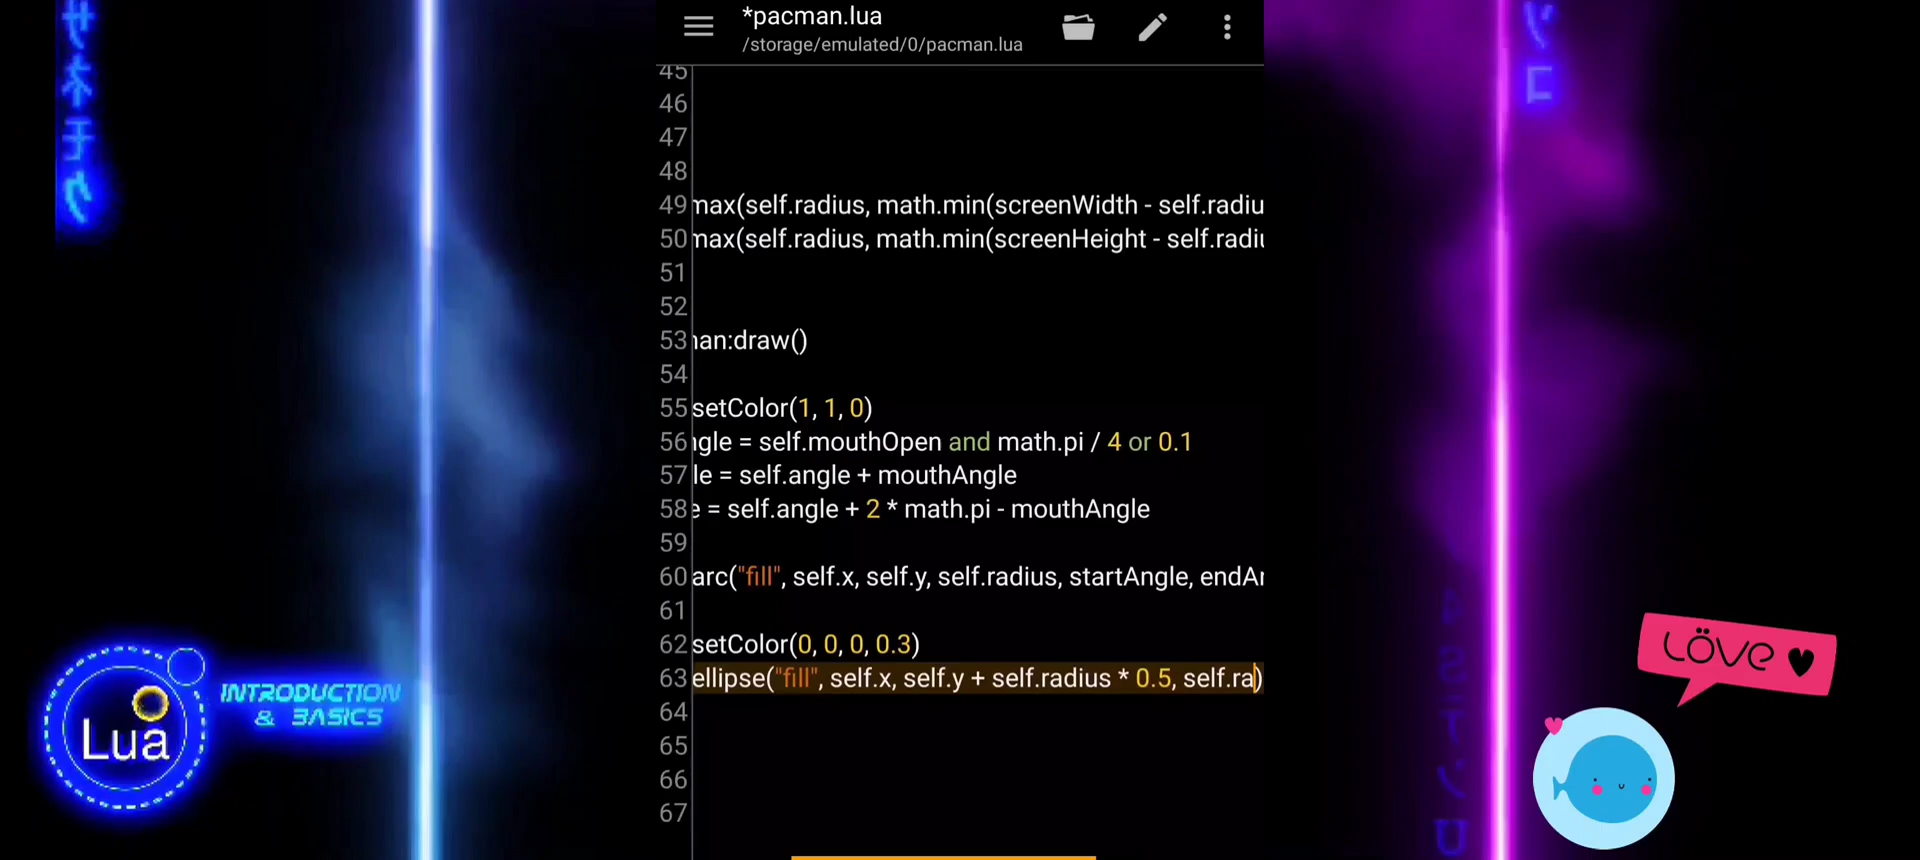 *pacman.lua
/storage/emulated/0/pacman.lua
45
46
47
48
49 max(self.radius, math.min(screenWidth - self.radiu
50 max(self.radius, math.min(screenHeight - self.radiu
51
52
53 nan:draw()
54
55 setColor(1, 1, 0)
56 ngle = self.mouthOpen and math.pi / 4 or 0.1
57 le = self.angle + mouthAngle
58 e = self.angle + 2 * math.pi - mouthAngle
59
60 arc("fill", self.x, self.y, self.radius, startAngle, endAn
61
62 setColor(0, 0, 0, 0.3)
63 ellipse("fill", self.x, self.y + self.radius * 0.5, self.ra)
64
65
66
67
Lua
INTRODUCTION
& BASICS
LÖVE